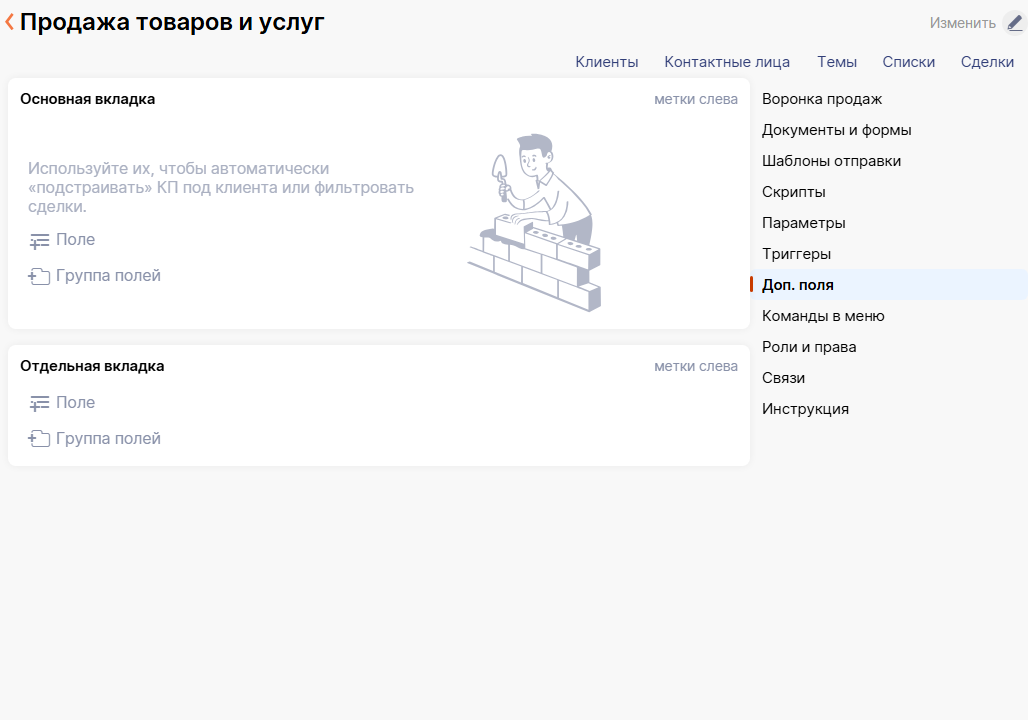 Продажа товаров и услуг
Изменить
Клиенты Контактные лица Темы Списки Сделки
Основная вкладка метки слева
Используйте их, чтобы автоматически
«подстраивать» КП под клиента или фильтровать
сделки.
Поле
Группа полей
Отдельная вкладка метки слева
Поле
Группа полей
Воронка продаж
Документы и формы
Шаблоны отправки
Скрипты
Параметры
Триггеры
Доп. поля
Команды в меню
Роли и права
Связи
Инструкция